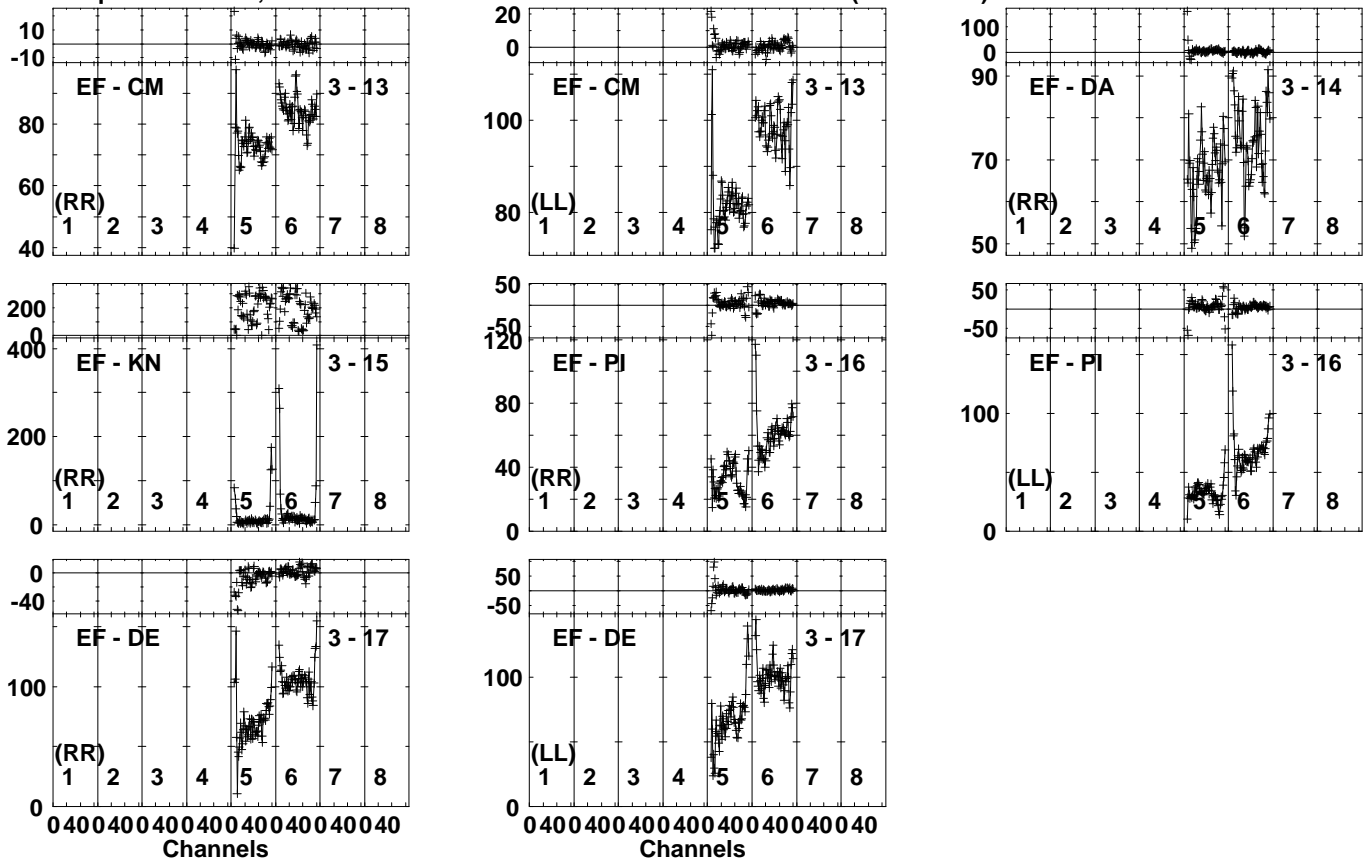 10
-10
EF - CM 3 - 13
80
60
(RR)
1 2 3 4 5 6 7 8
40
20
0
EF - CM 3 - 13
100
80
(LL)
1 2 3 4 5 6 7 8
100
0
90
EF - DA 3 - 14
70
(RR)
1 2 3 4 5 6 7 8
50
200
0
400
EF - KN 3 - 15
200
(RR)
1 2 3 4 5 6 7 8
0
50
-50
120
EF - PI 3 - 16
80
40
(RR)
1 2 3 4 5 6 7 8
0
50
-50
EF - PI 3 - 16
100
(LL)
1 2 3 4 5 6 7 8
0
0
-40
EF - DE 3 - 17
100
(RR)
1 2 3 4 5 6 7 8
0
0 40 0 40 0 40 0 40 0 40 0 40 0 40 0 40
Channels
50
-50
EF - DE 3 - 17
100
(LL)
1 2 3 4 5 6 7 8
0
0 40 0 40 0 40 0 40 0 40 0 40 0 40 0 40
Channels